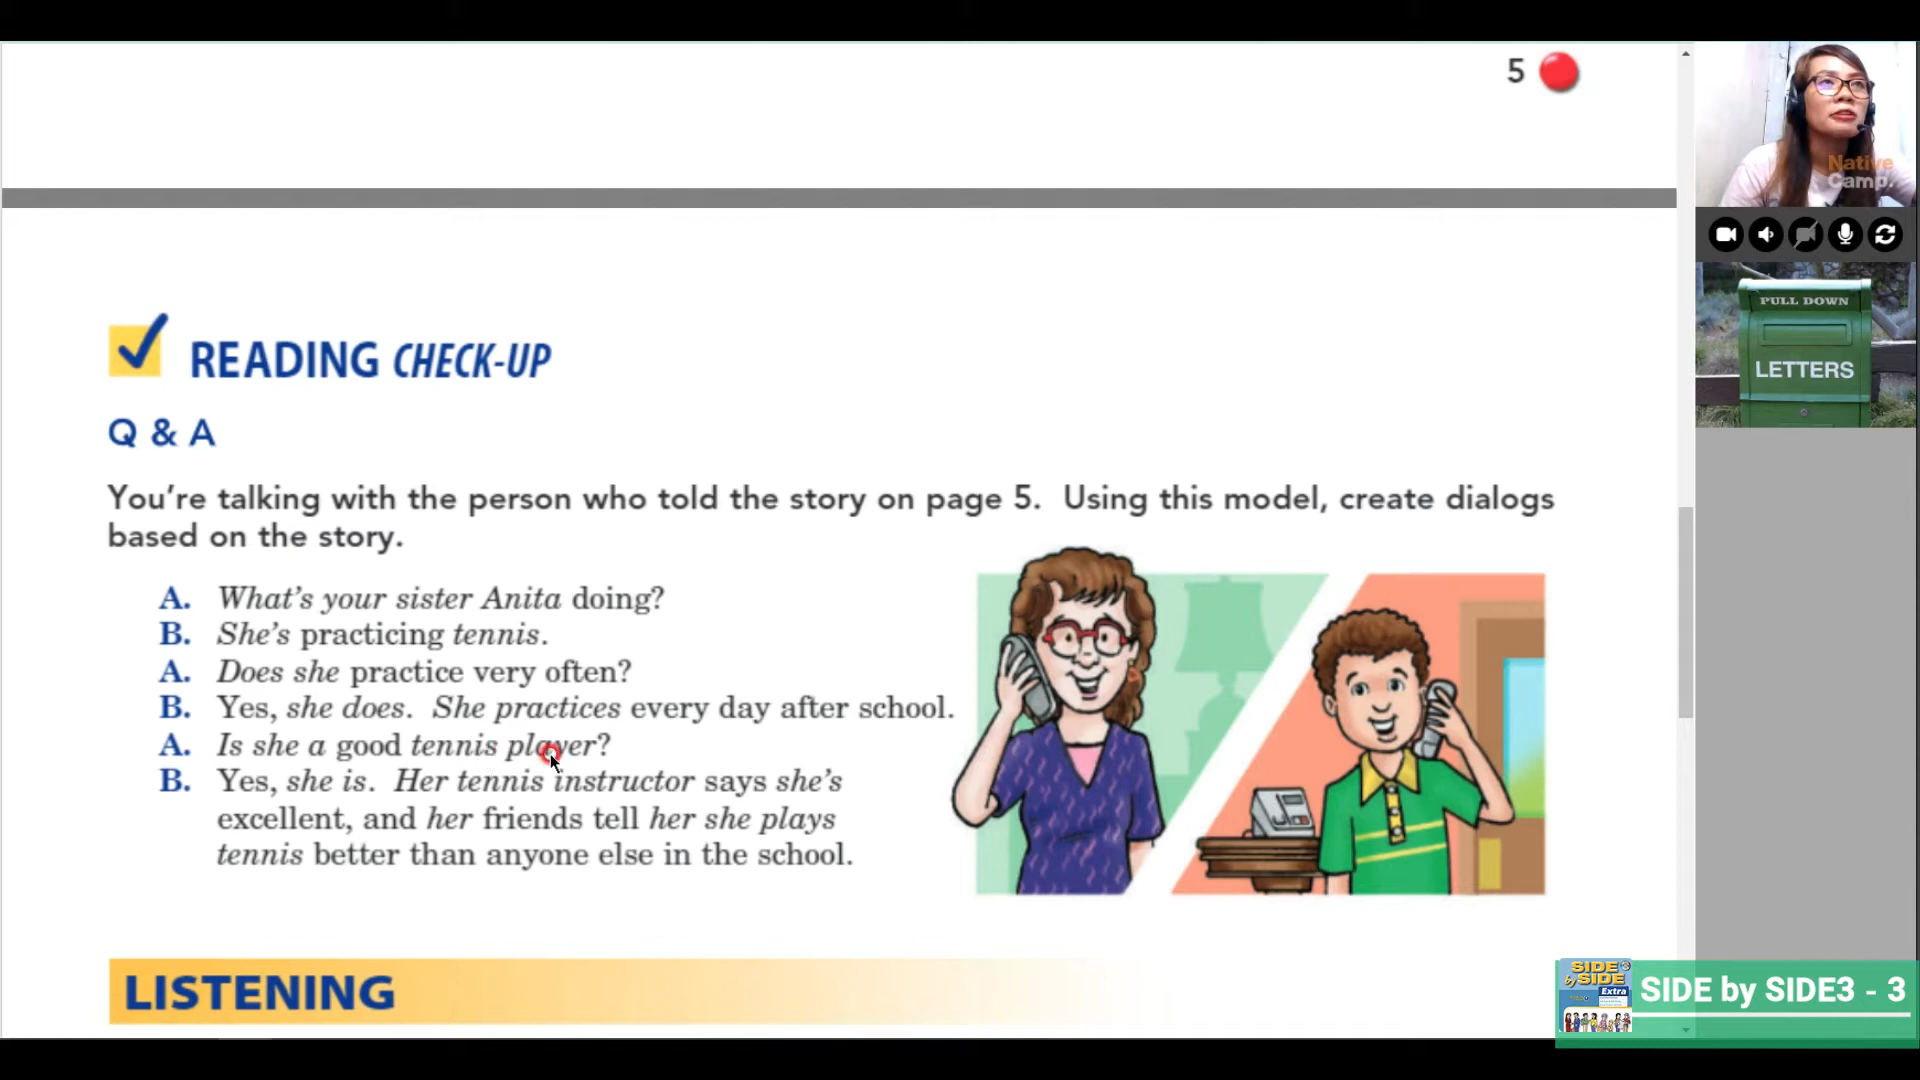 5
Native
Camp.
PULL DOWN
LETTERS
READING CHECK-UP
Q & A
You're talking with the person who told the story on page 5. Using this model, create dialogs
based on the story.
A. What's your sister Anita doing?
B. She's practicing tennis.
A. Does she practice very often?
B. Yes, she does. She practices every day after school.
A. Is she a good tennis player?
B. Yes, she is. Her tennis instructor says she's
excellent, and her friends tell her she plays
tennis better than anyone else in the school.
LISTENING
SIDE
by SIDE
Extra
SIDE by SIDE3 - 3